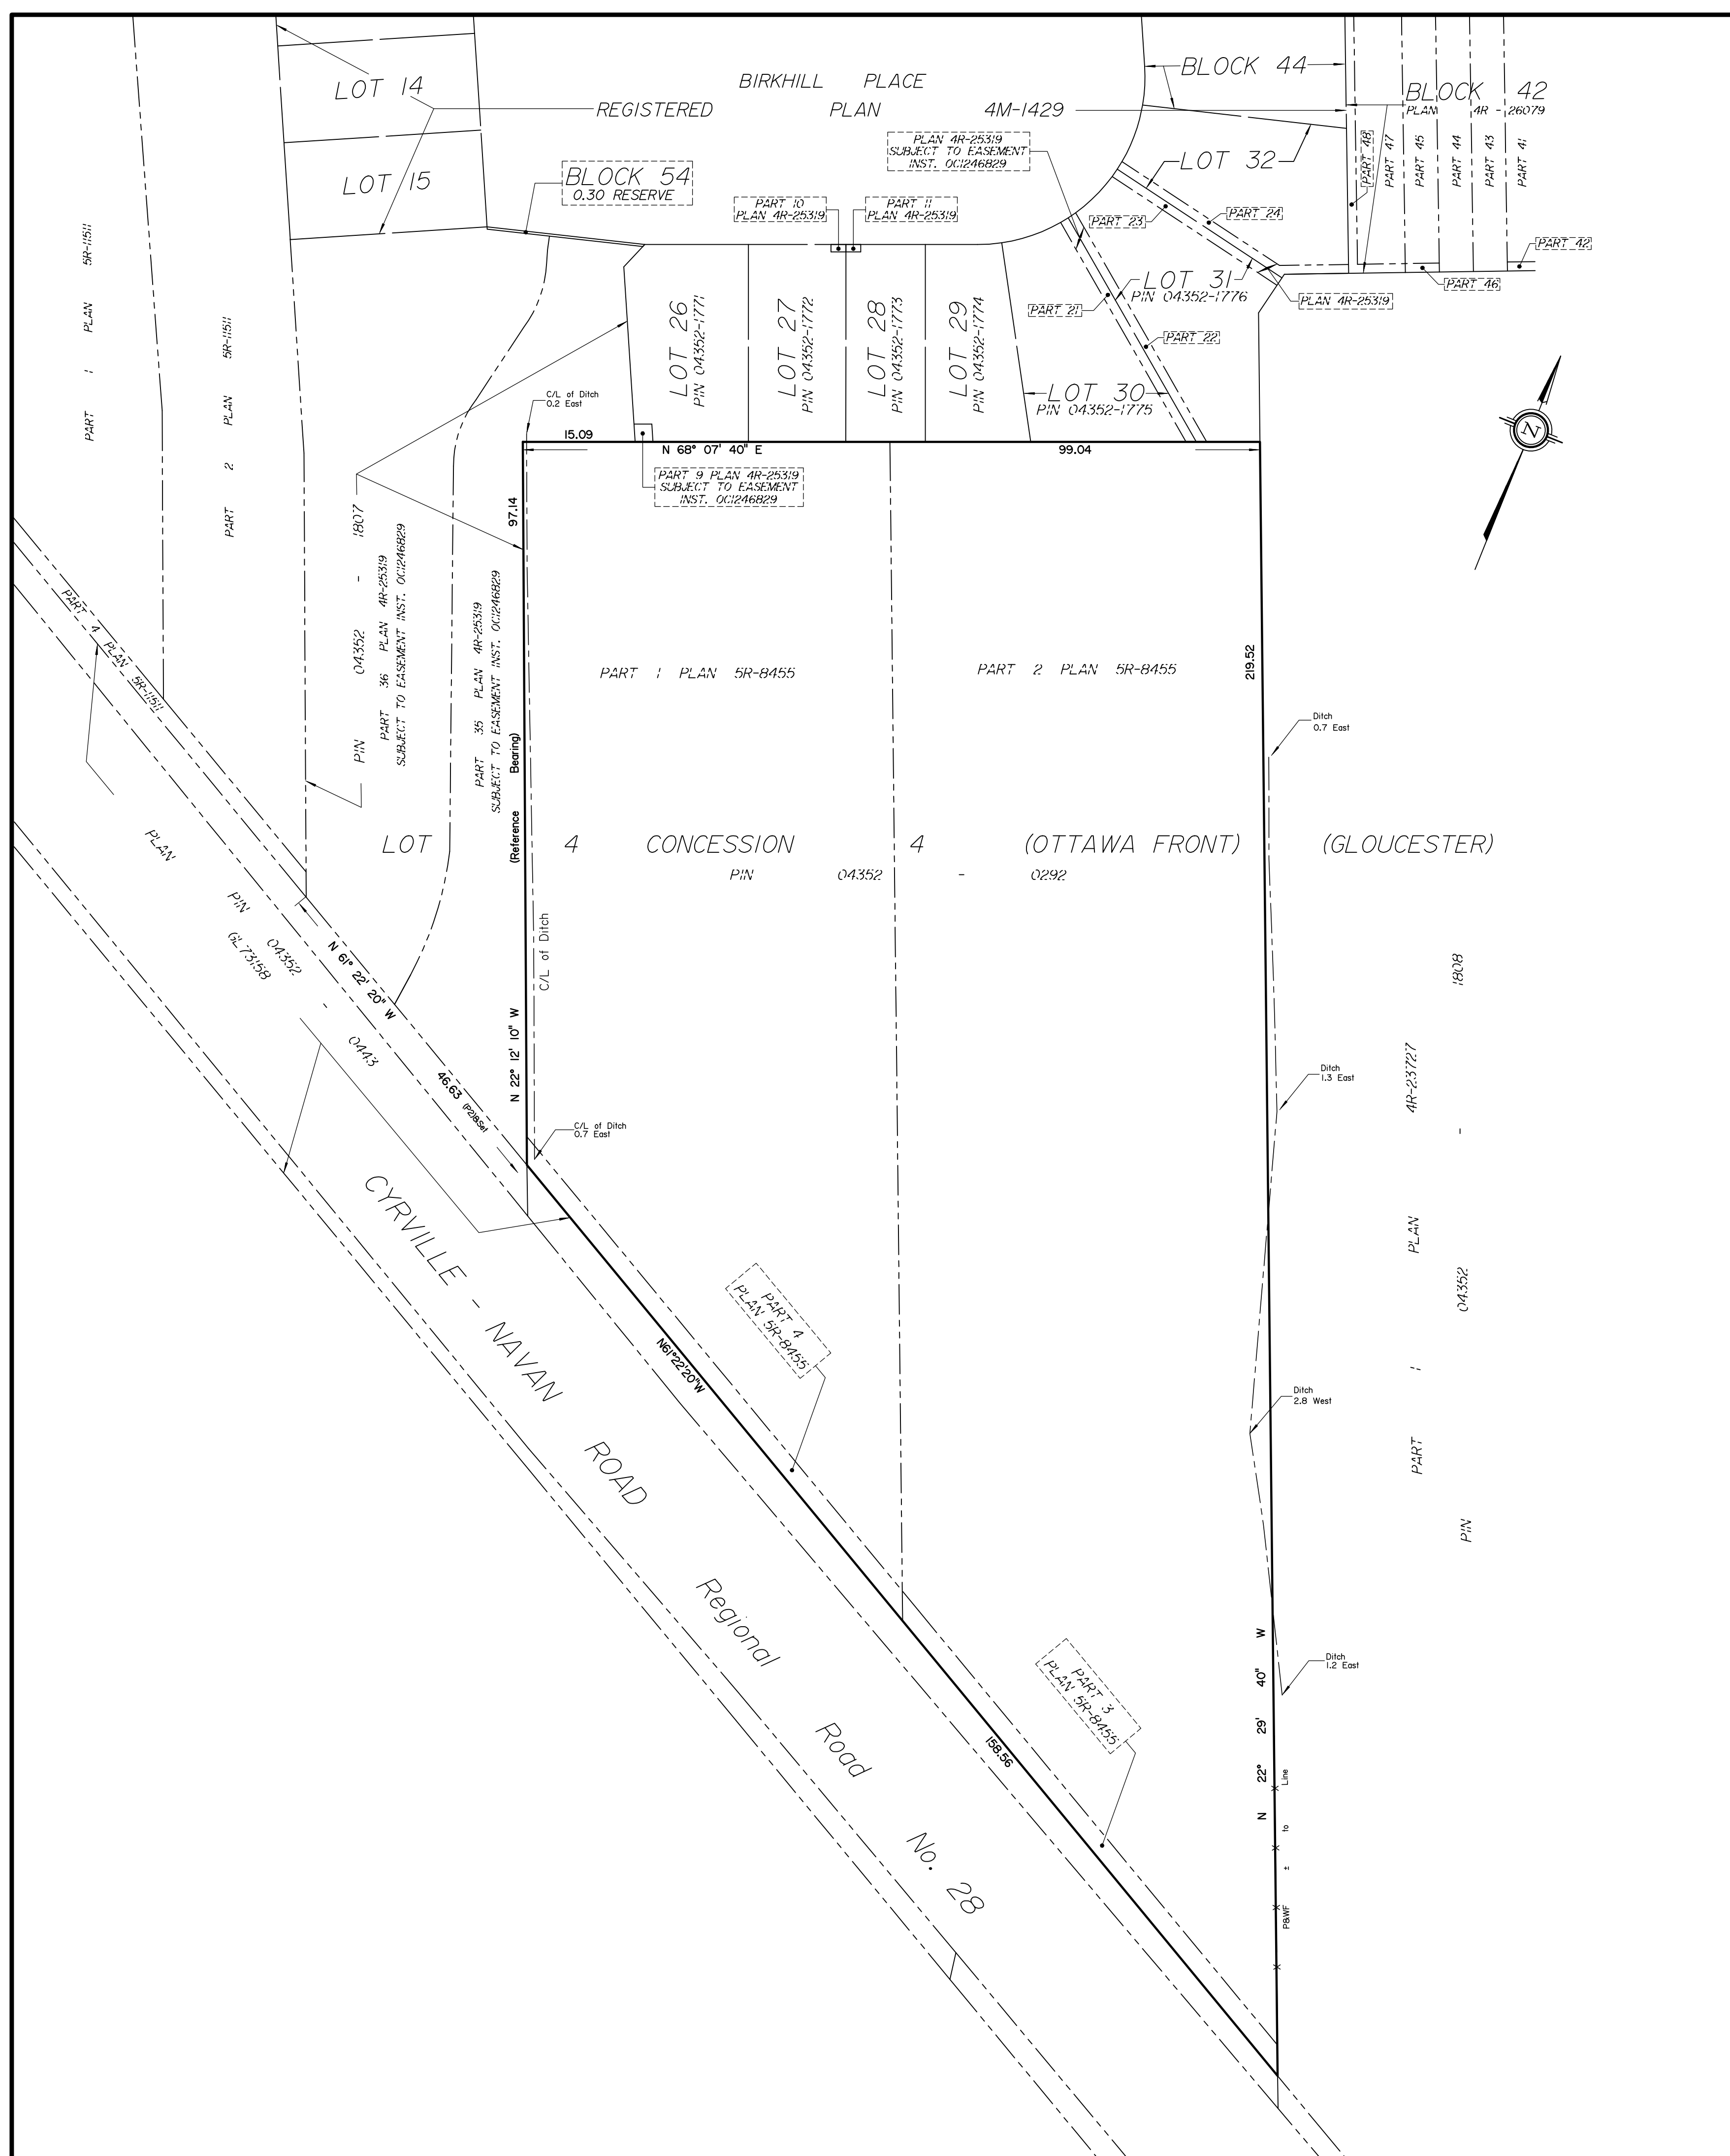 BIRKHILL PLACE
REGISTERED PLAN 4M-1429
LOT 14
LOT 15
BLOCK 54
0.30 RESERVE
PART 10
PLAN 4R-25319
PART 11
PLAN 4R-25319
PLAN 4R-25319
SUBJECT TO EASEMENT
INST. OC1246829
BLOCK 44
LOT 32
BLOCK 42
PLAN 4R - 26079
PART 48
PART 47
PART 45
PART 44
PART 43
PART 41
PART 23
PART 24
PART 42
PART 46
PLAN 4R-25319
LOT 31
PIN 04352-1776
PART 21
PART 22
LOT 26
PIN 04352-1771
LOT 27
PIN 04352-1772
LOT 28
PIN 04352-1773
LOT 29
PIN 04352-1774
LOT 30
PIN 04352-1775
PART 1 PLAN 5R-11511
PART 2 PLAN 5R-11511
C/L of Ditch
0.2 East
15.09
N 68° 07' 40" E
99.04
PART 9 PLAN 4R-25319
SUBJECT TO EASEMENT
INST. OC1246829
N
97.14
PIN 04352 - 1807
PART 36 PLAN 4R-25319
SUBJECT TO EASEMENT INST. OC1246829
PART 35 PLAN 4R-25319
SUBJECT TO EASEMENT INST. OC1246829
PART 4 PLAN 5R-11511
PART 1 PLAN 5R-8455
PART 2 PLAN 5R-8455
219.52
Ditch
0.7 East
(Reference Bearing)
N 22° 12' 10" W
LOT 4 CONCESSION 4 (OTTAWA FRONT) (GLOUCESTER)
PIN 04352 - 0292
C/L of Ditch
PLAN GL73158
PIN 04352 - 0443
N 61° 22' 20" W
46.63 (P2)&Set
C/L of Ditch
0.7 East
Ditch
1.3 East
PART 1 PLAN 4R-23727
PIN 04352 - 1808
CYRVILLE - NAVAN ROAD
Regional Road No. 28
PART 4
PLAN 5R-8455
N61°22'20"W
Ditch
2.8 West
PART 3
PLAN 5R-8455
158.56
Ditch
1.2 East
N 22° 29' 40" W
P&WF ± to Line